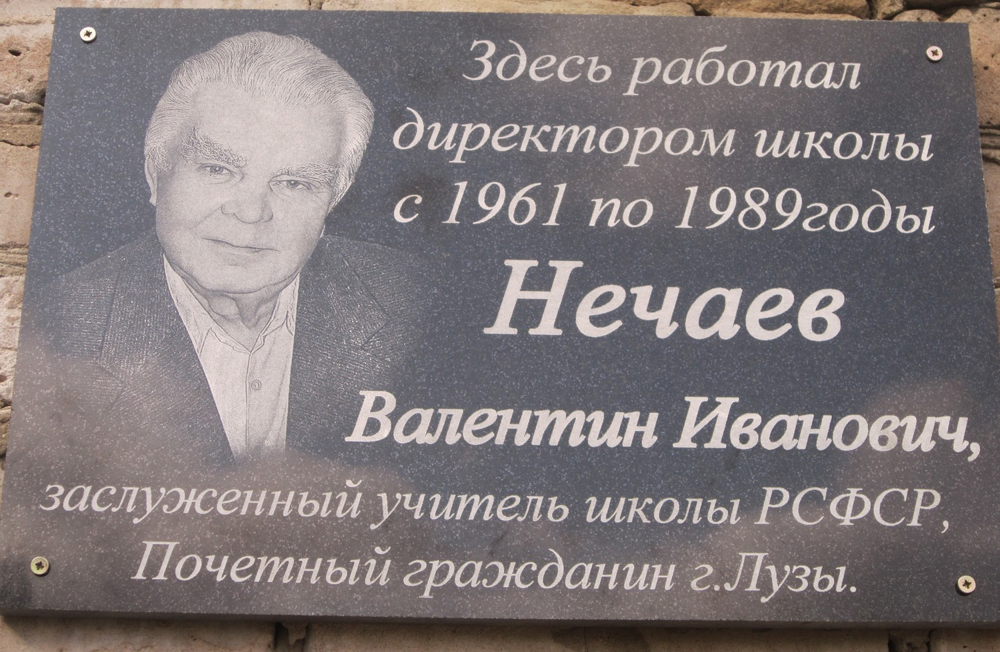 Здесь работал
директором школы
с 1961 по 1989годы
Нечаев
Валентин Иванович,
заслуженный учитель школы РСФСР,
Почетный гражданин г.Лузы.